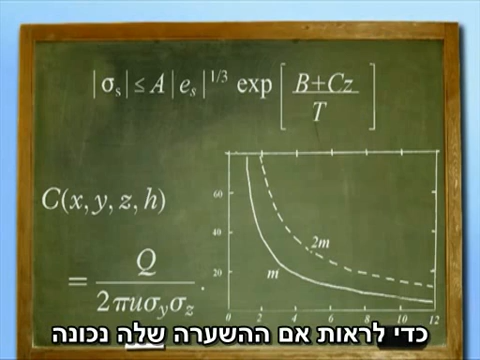 |σₛ| ≤ A |eₛ|^1/3 exp [ B+Cz / T ]
C(x, y, z, h)
= Q / 2πuσ_yσ_z .
60
40
20
2m
m
0 2 4 6 8 10 12
כדי לראות אם ההשערה שלה נכונה